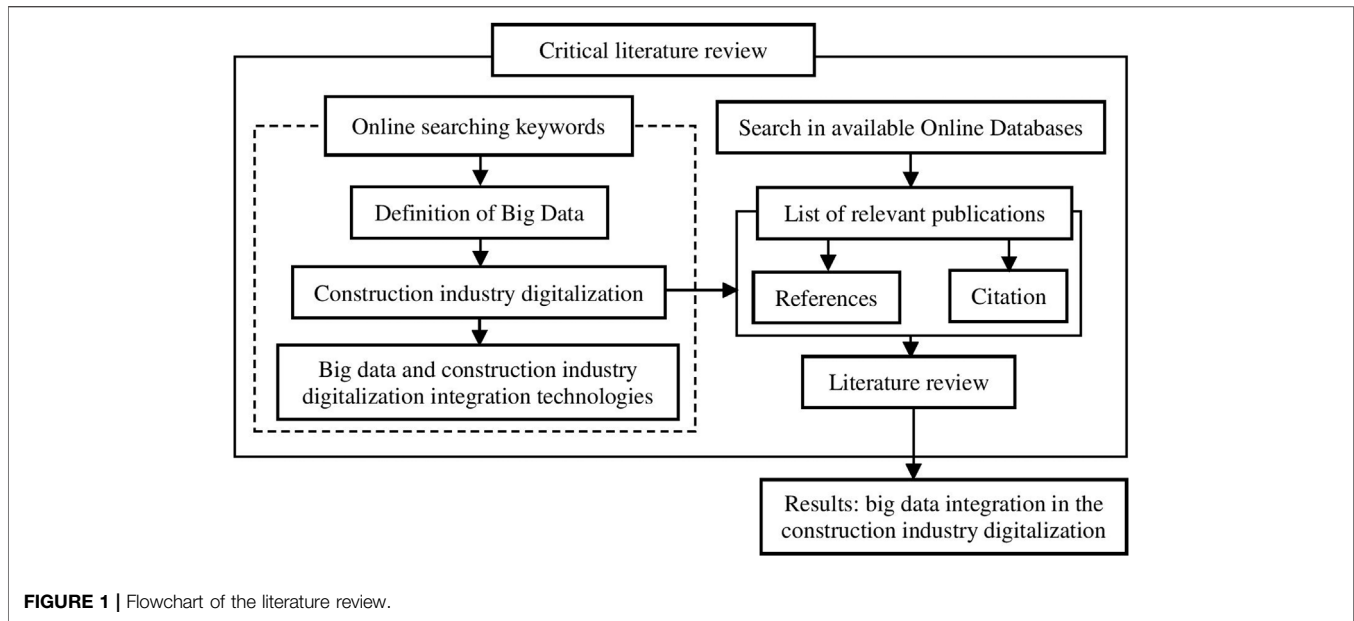 Critical literature review
Online searching keywords
Definition of Big Data
Construction industry digitalization
Big data and construction industry
digitalization integration technologies
Search in available Online Databases
List of relevant publications
References
Citation
Literature review
Results: big data integration in the
construction industry digitalization
FIGURE 1 | Flowchart of the literature review.